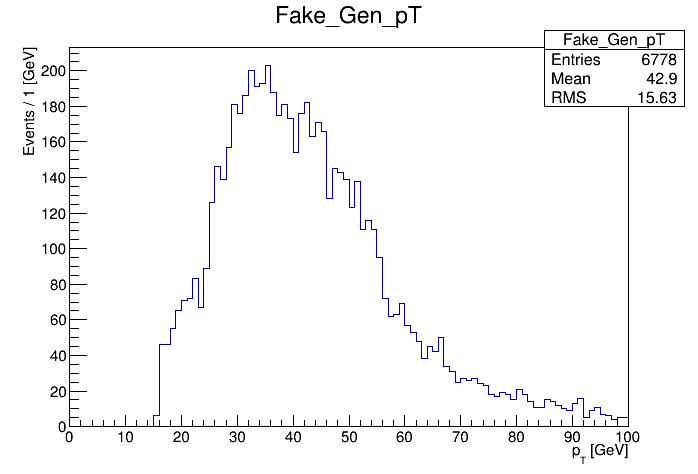 Fake_Gen_pT
Fake_Gen_pT
Entries 6778
Mean 42.9
RMS 15.63
Events / 1 [GeV]
200
180
160
140
120
100
80
60
40
20
0
0 10 20 30 40 50 60 70 80 90 100
p_T [GeV]